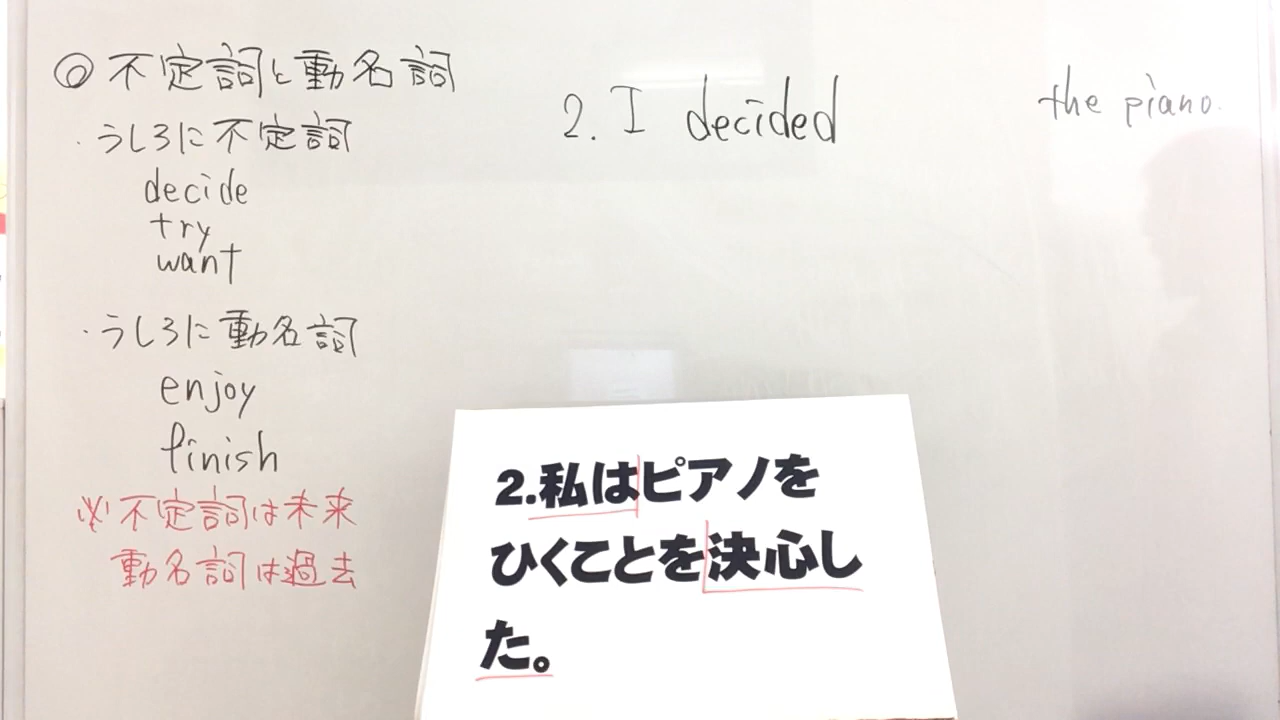 ◎不定詞と動名詞
・うしろに不定詞
decide
try
want
・うしろに動名詞
enjoy
finish
※不定詞は未来
動名詞は過去
2. I decided the piano.
2.私はピアノを
ひくことを決心し
た。